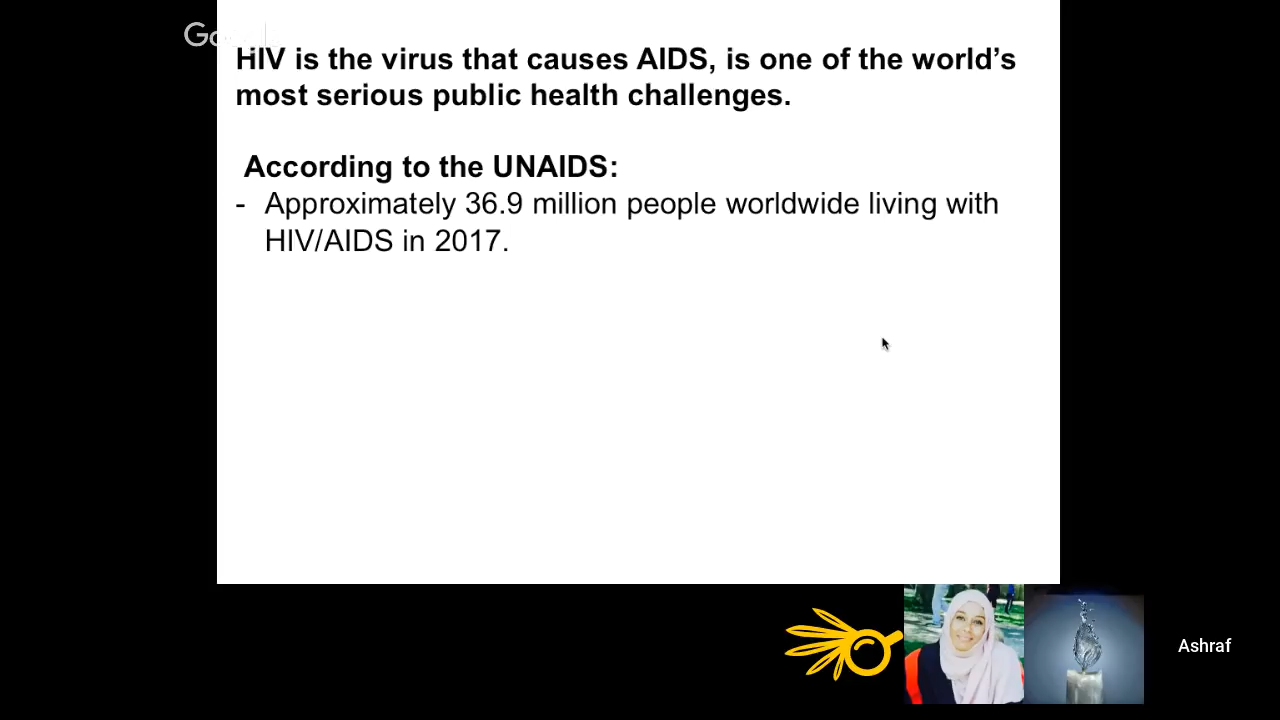 HIV is the virus that causes AIDS, is one of the world’s
most serious public health challenges.
According to the UNAIDS:
- Approximately 36.9 million people worldwide living with
HIV/AIDS in 2017.
Ashraf